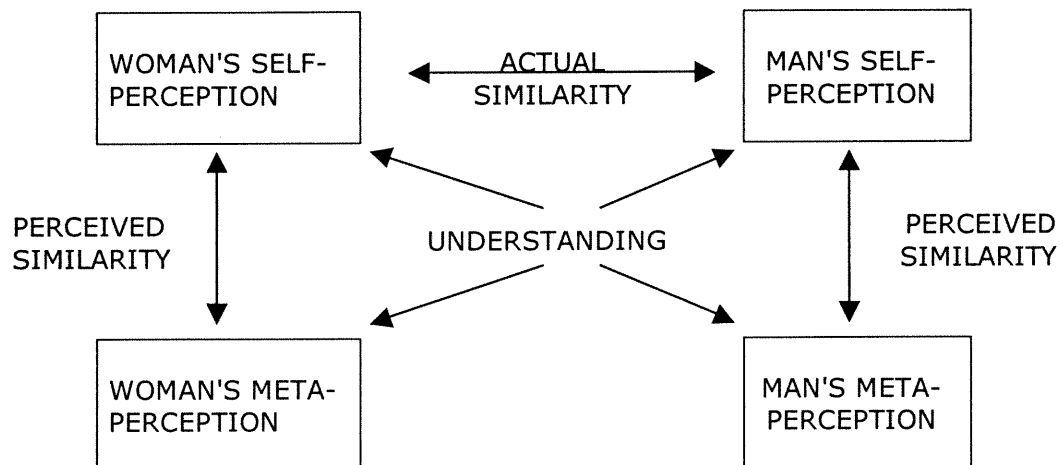 WOMAN'S SELF-
PERCEPTION
ACTUAL
SIMILARITY
MAN'S SELF-
PERCEPTION
PERCEIVED
SIMILARITY
UNDERSTANDING
PERCEIVED
SIMILARITY
WOMAN'S META-
PERCEPTION
MAN'S META-
PERCEPTION